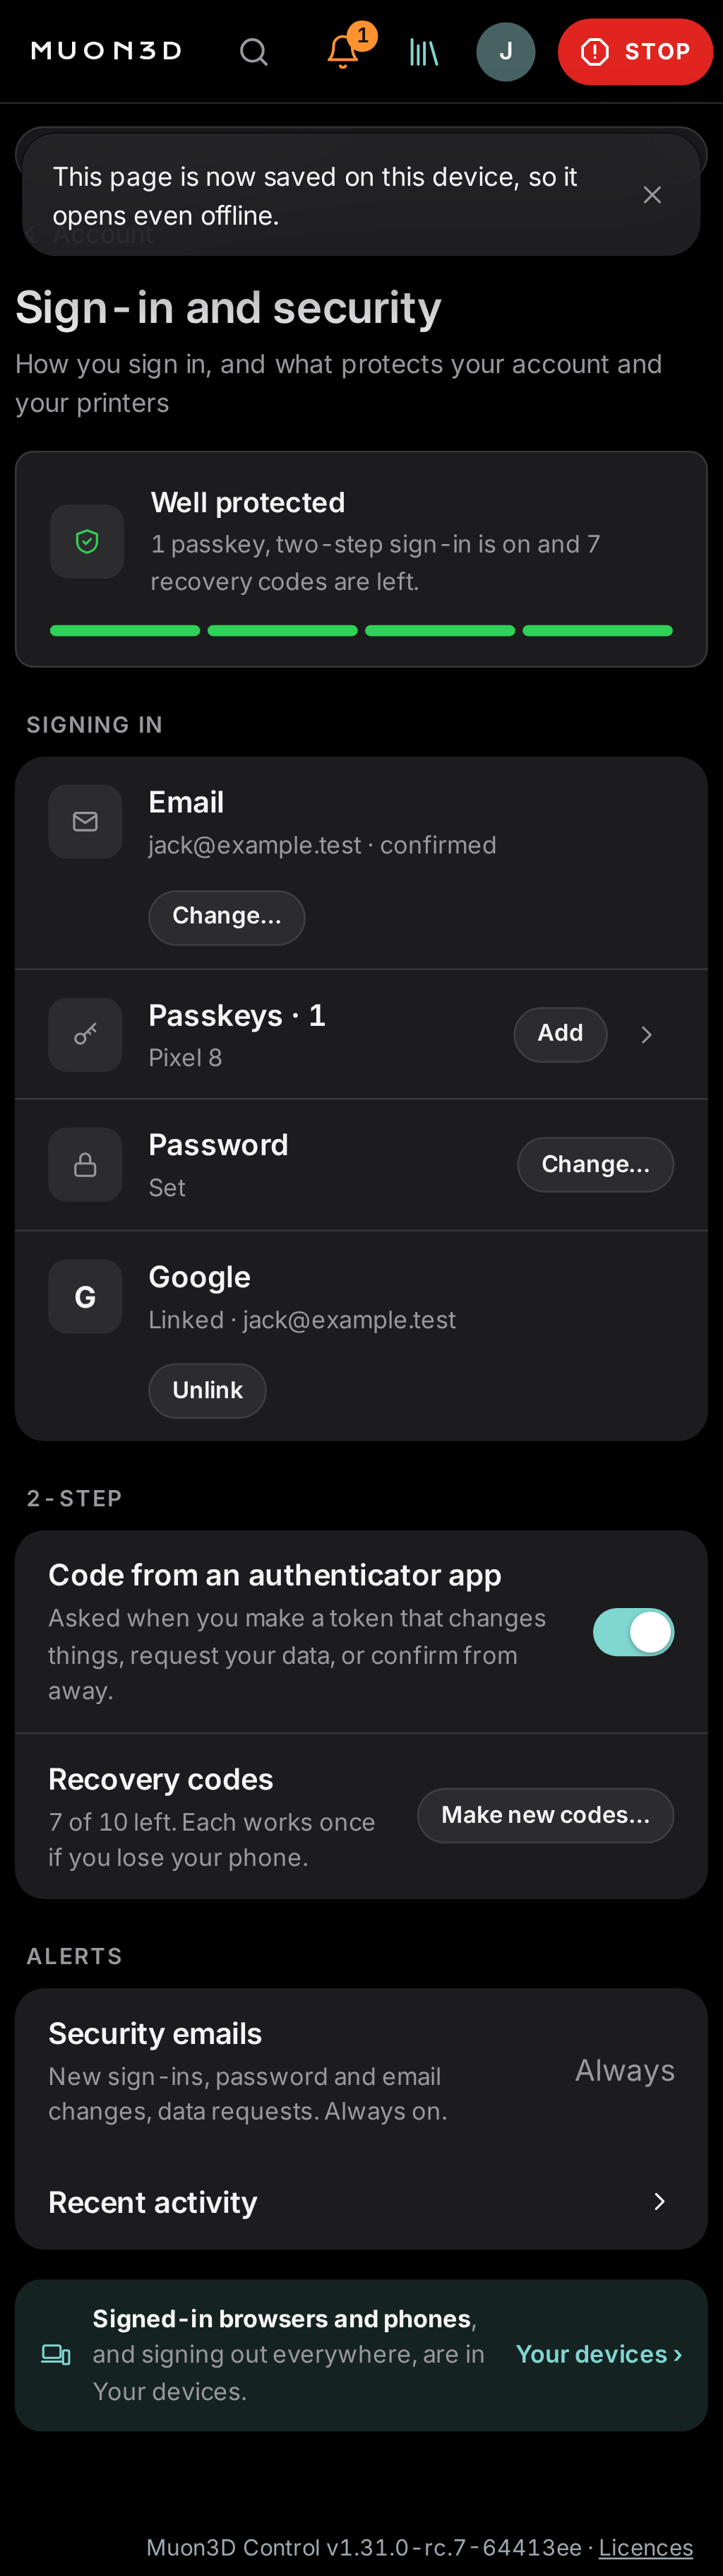 MUON3D
1
J
STOP
This page is now saved on this device, so it
opens even offline.
Account
Sign-in and security
How you sign in, and what protects your account and
your printers
Well protected
1 passkey, two-step sign-in is on and 7
recovery codes are left.
SIGNING IN
Email
jack@example.test · confirmed
Change...
Passkeys · 1
Pixel 8
Add
Password
Set
Change...
G
Google
Linked · jack@example.test
Unlink
2-STEP
Code from an authenticator app
Asked when you make a token that changes
things, request your data, or confirm from
away.
Recovery codes
7 of 10 left. Each works once
if you lose your phone.
Make new codes...
ALERTS
Security emails
New sign-ins, password and email
changes, data requests. Always on.
Always
Recent activity
Signed-in browsers and phones,
and signing out everywhere, are in
Your devices.
Your devices ›
Muon3D Control v1.31.0-rc.7-64413ee · Licences